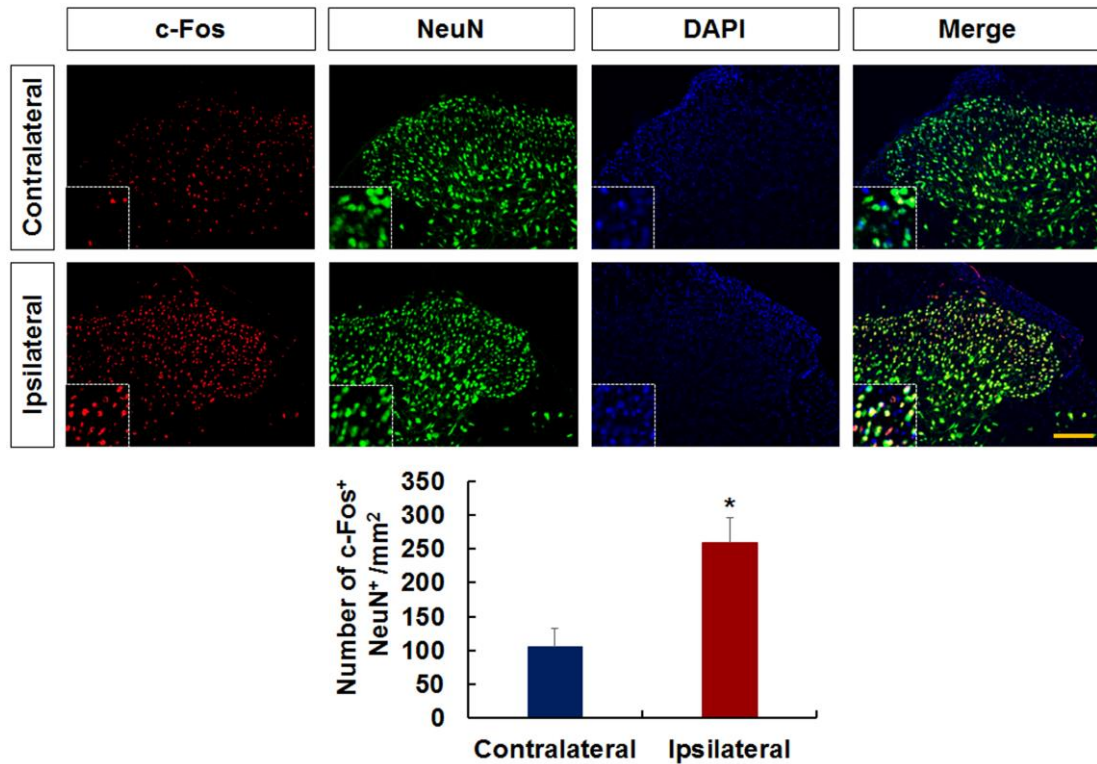 c-Fos NeuN DAPI Merge
Contralateral
Ipsilateral
Number of c-Fos⁺
NeuN⁺ /mm²
350
300
250
200
150
100
50
0
*
Contralateral Ipsilateral